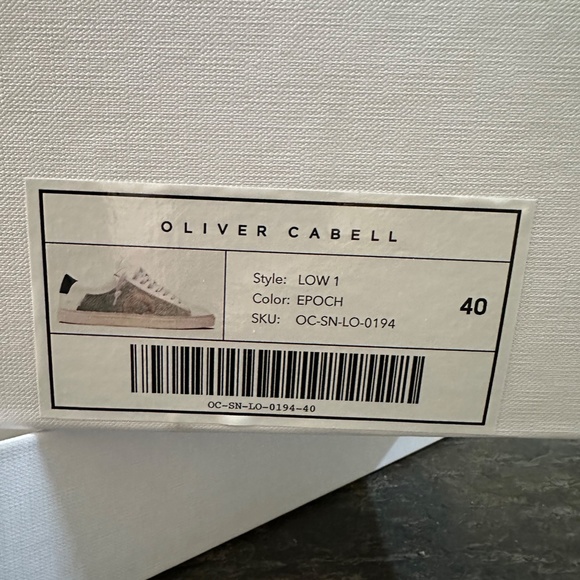 OLIVER CABELL
Style: LOW 1
Color: EPOCH
SKU: OC-SN-LO-0194
40
OC-SN-LO-0194-40